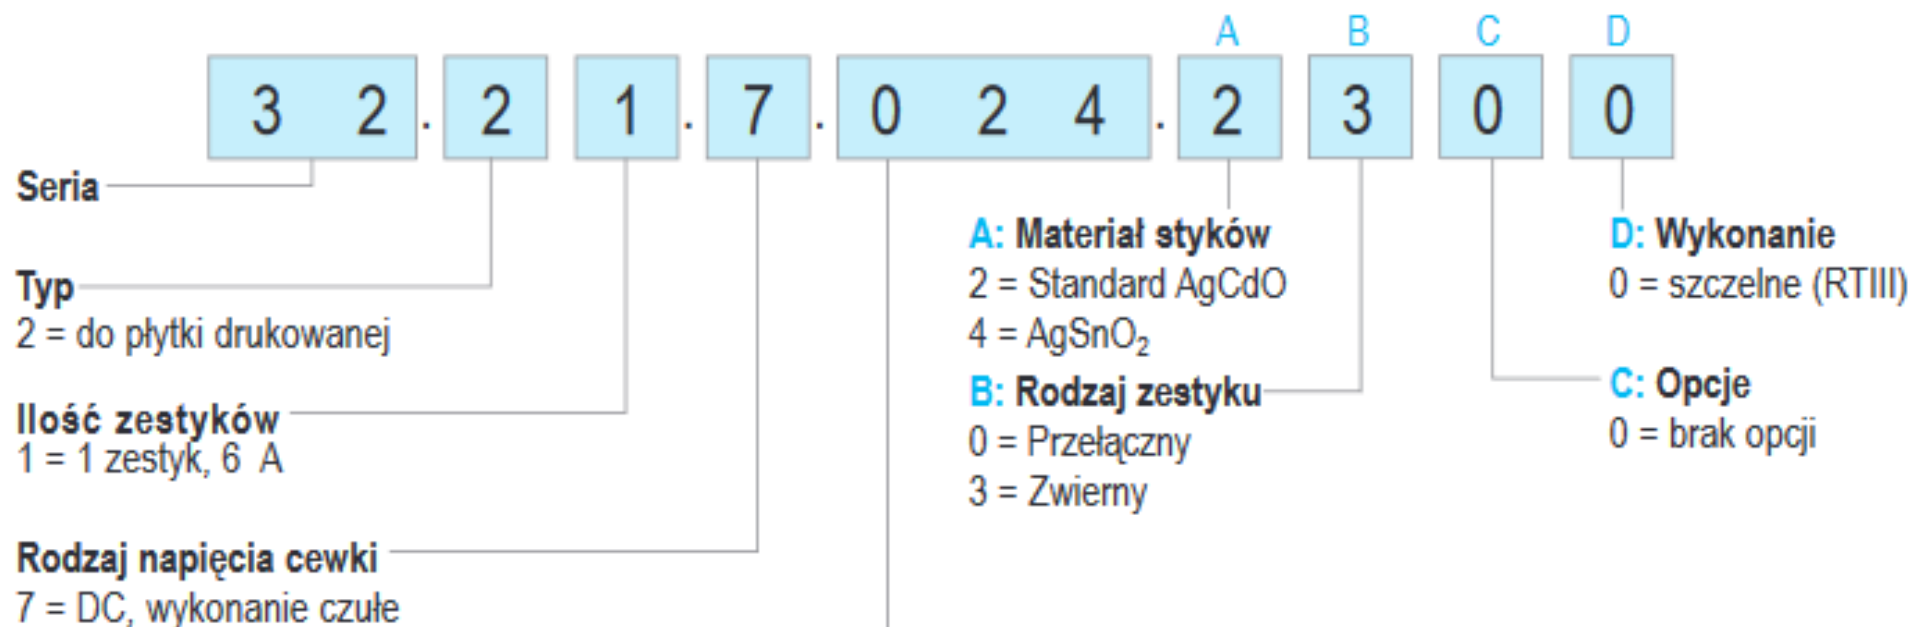 A B C D
3 2 . 2 1 . 7 . 0 2 4 . 2 3 0 0
Seria
Typ
2 = do płytki drukowanej
Ilość zestyków
1 = 1 zestyk, 6 A
Rodzaj napięcia cewki
7 = DC, wykonanie czułe
A: Materiał styków
2 = Standard AgCdO
4 = AgSnO₂
B: Rodzaj zestyku
0 = Przełączny
3 = Zwierny
D: Wykonanie
0 = szczelne (RTIII)
C: Opcje
0 = brak opcji